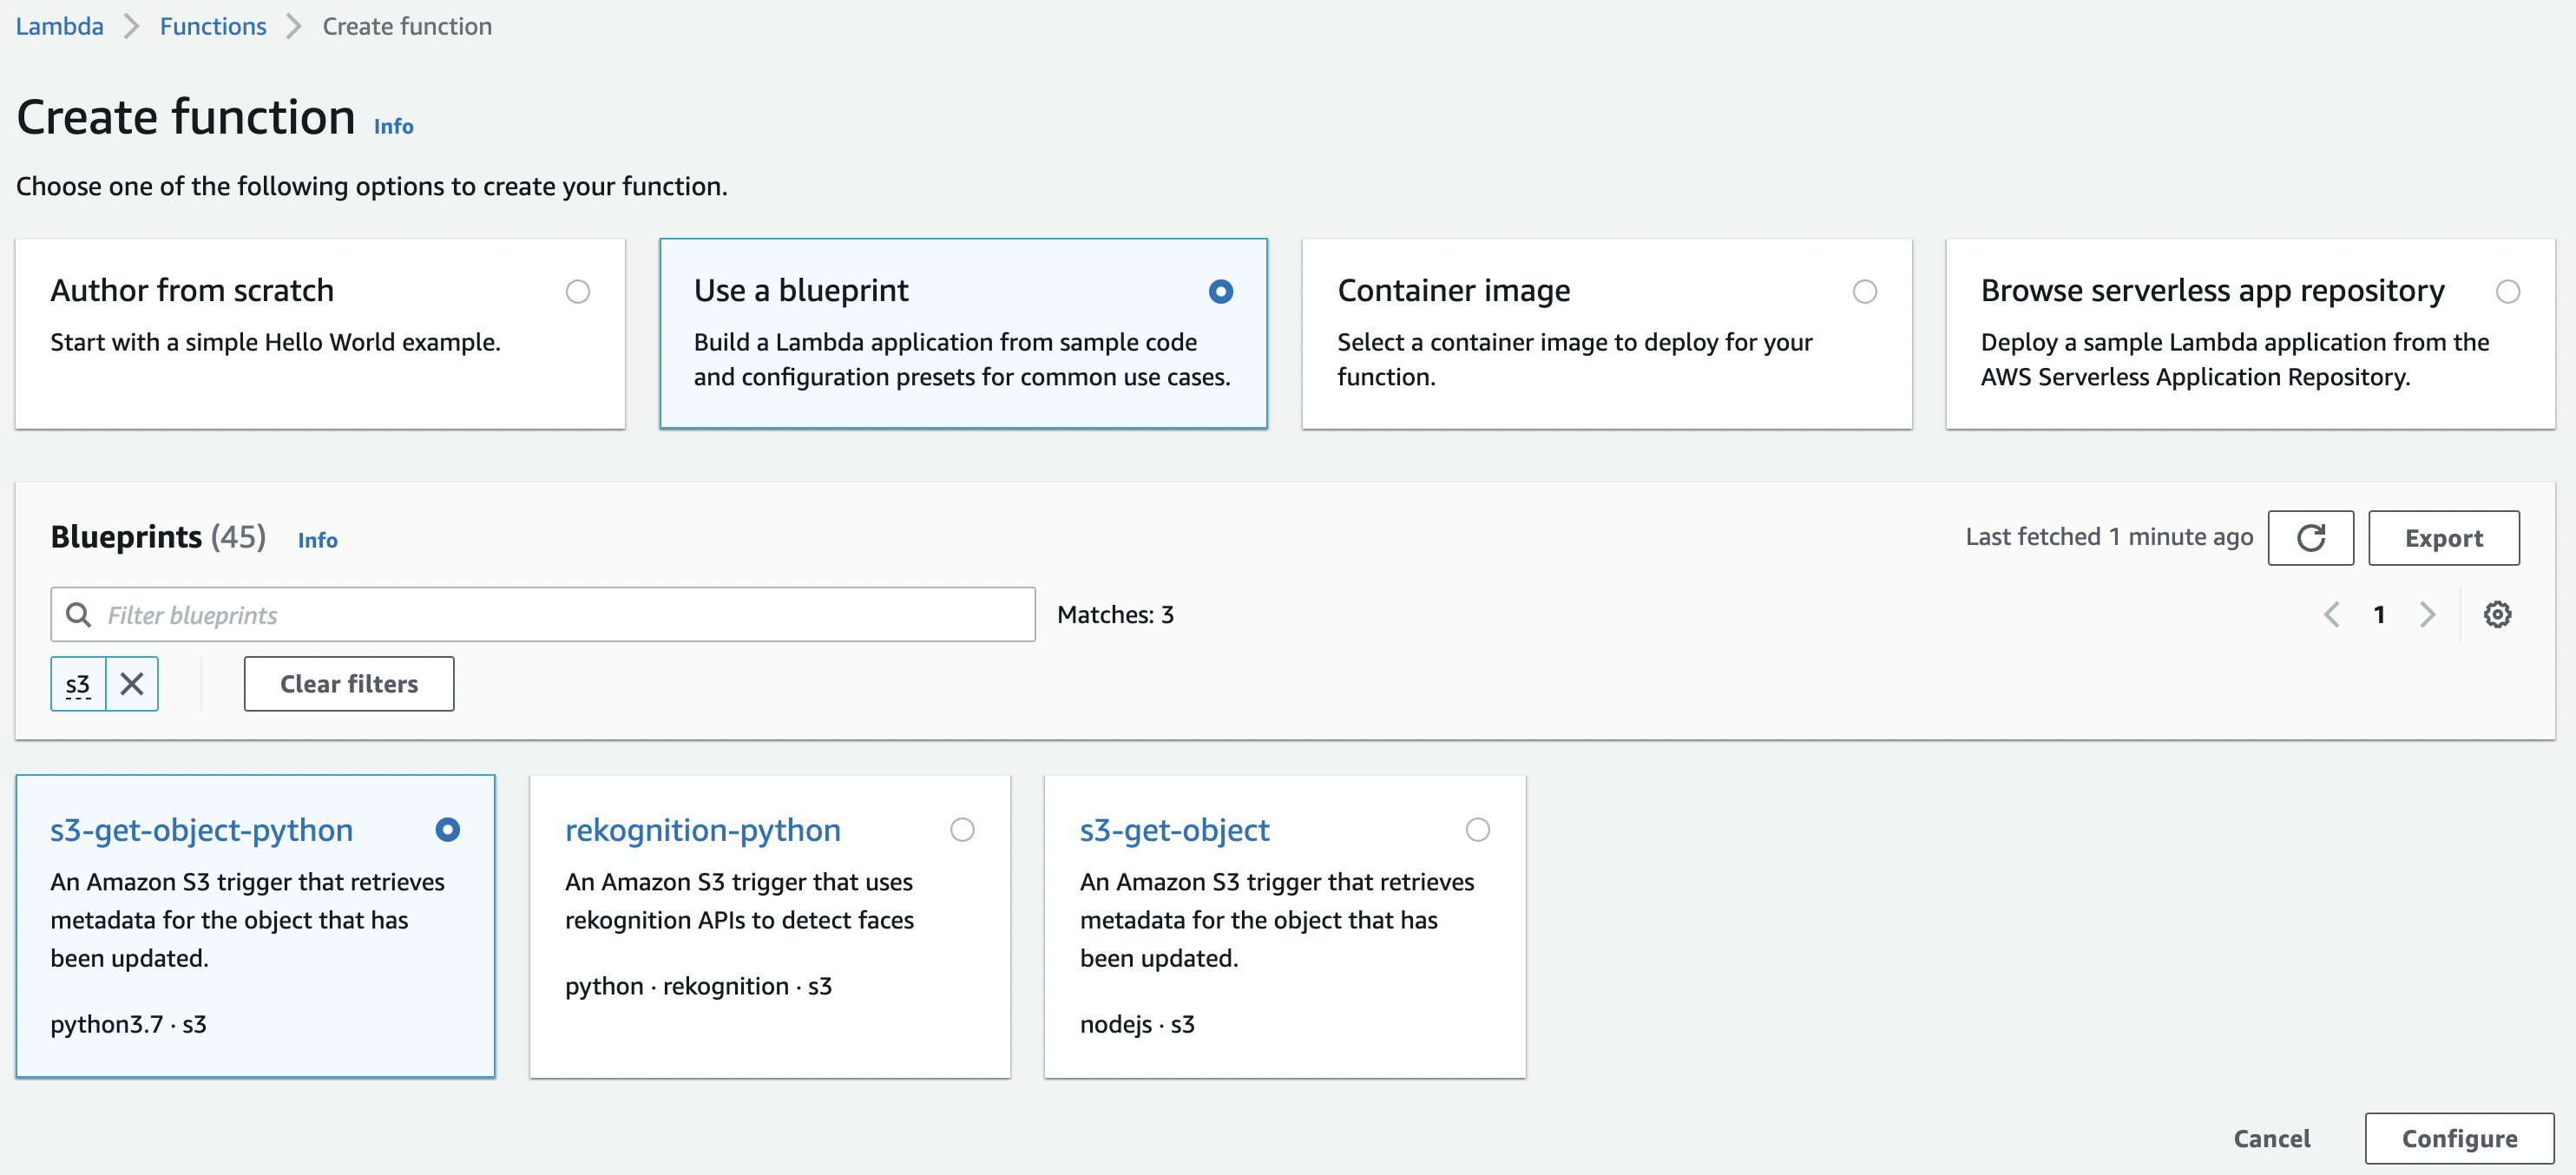 Lambda > Functions > Create function
Create function Info
Choose one of the following options to create your function.
Author from scratch
Start with a simple Hello World example.
Use a blueprint
Build a Lambda application from sample code
and configuration presets for common use cases.
Container image
Select a container image to deploy for your
function.
Browse serverless app repository
Deploy a sample Lambda application from the
AWS Serverless Application Repository.
Blueprints (45) Info
Last fetched 1 minute ago
Export
Filter blueprints
Matches: 3
1
s3
Clear filters
s3-get-object-python
An Amazon S3 trigger that retrieves
metadata for the object that has
been updated.
python3.7 · s3
rekognition-python
An Amazon S3 trigger that uses
rekognition APIs to detect faces
python · rekognition · s3
s3-get-object
An Amazon S3 trigger that retrieves
metadata for the object that has
been updated.
nodejs · s3
Cancel
Configure